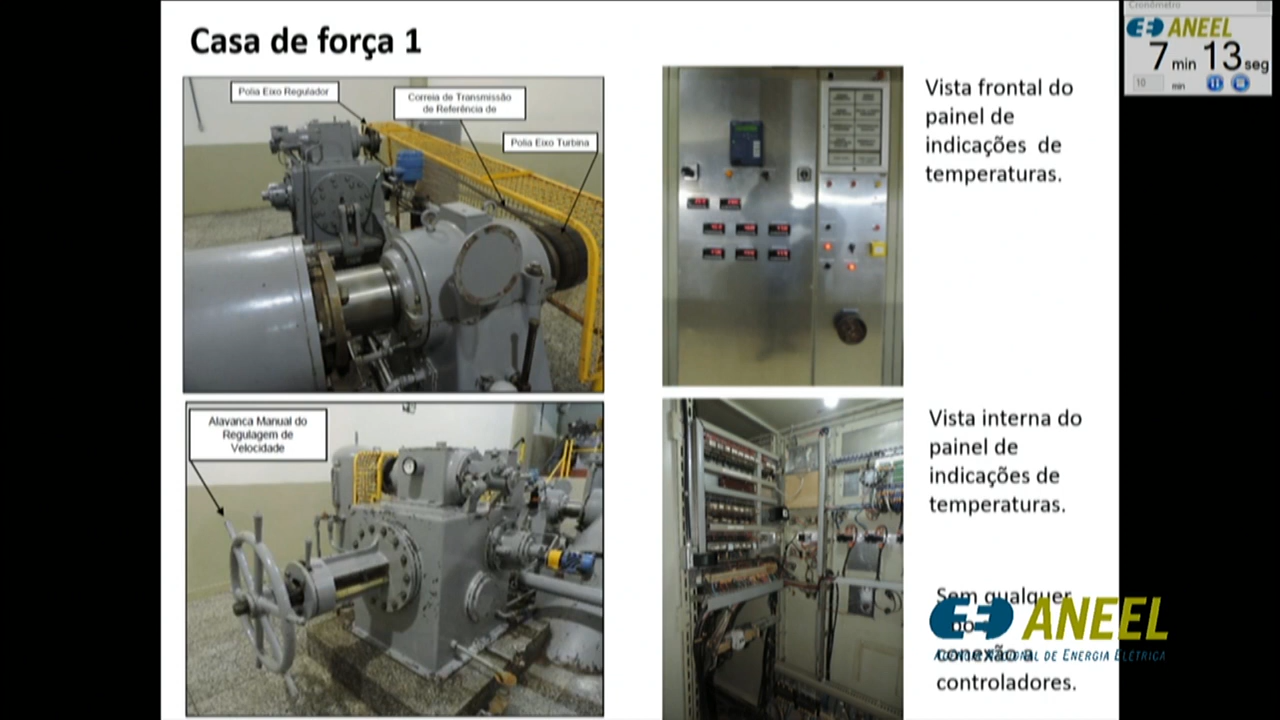 Casa de força 1
Polia Eixo Regulador
Correia de Transmissão
de Referência de
Polia Eixo Turbina
Vista frontal do
painel de
indicações de
temperaturas.
Alavanca Manual do
Regulagem de
Velocidade
Vista interna do
painel de
indicações de
temperaturas.
Sem qualquer
conexão a
controladores.
Cronômetro
ANEEL
7 min 13 seg
10 min
ANEEL
AGÊNCIA NACIONAL DE ENERGIA ELÉTRICA